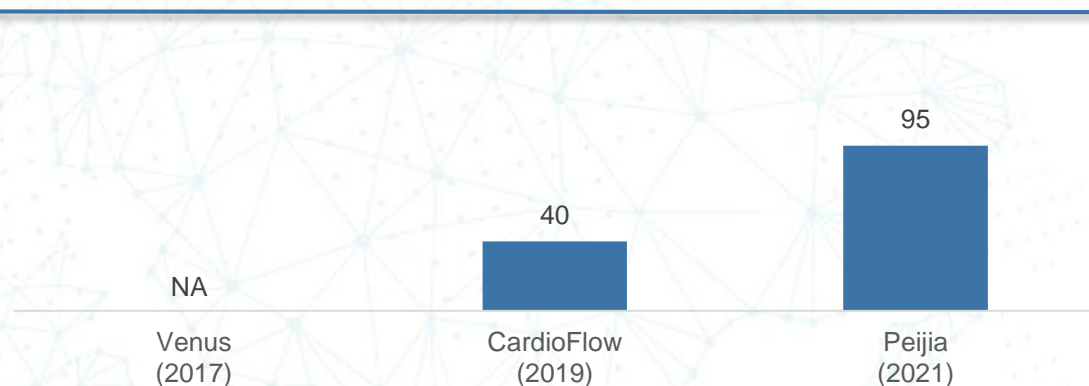 95
40
NA
Venus
(2017)
CardioFlow
(2019)
Peijia
(2021)